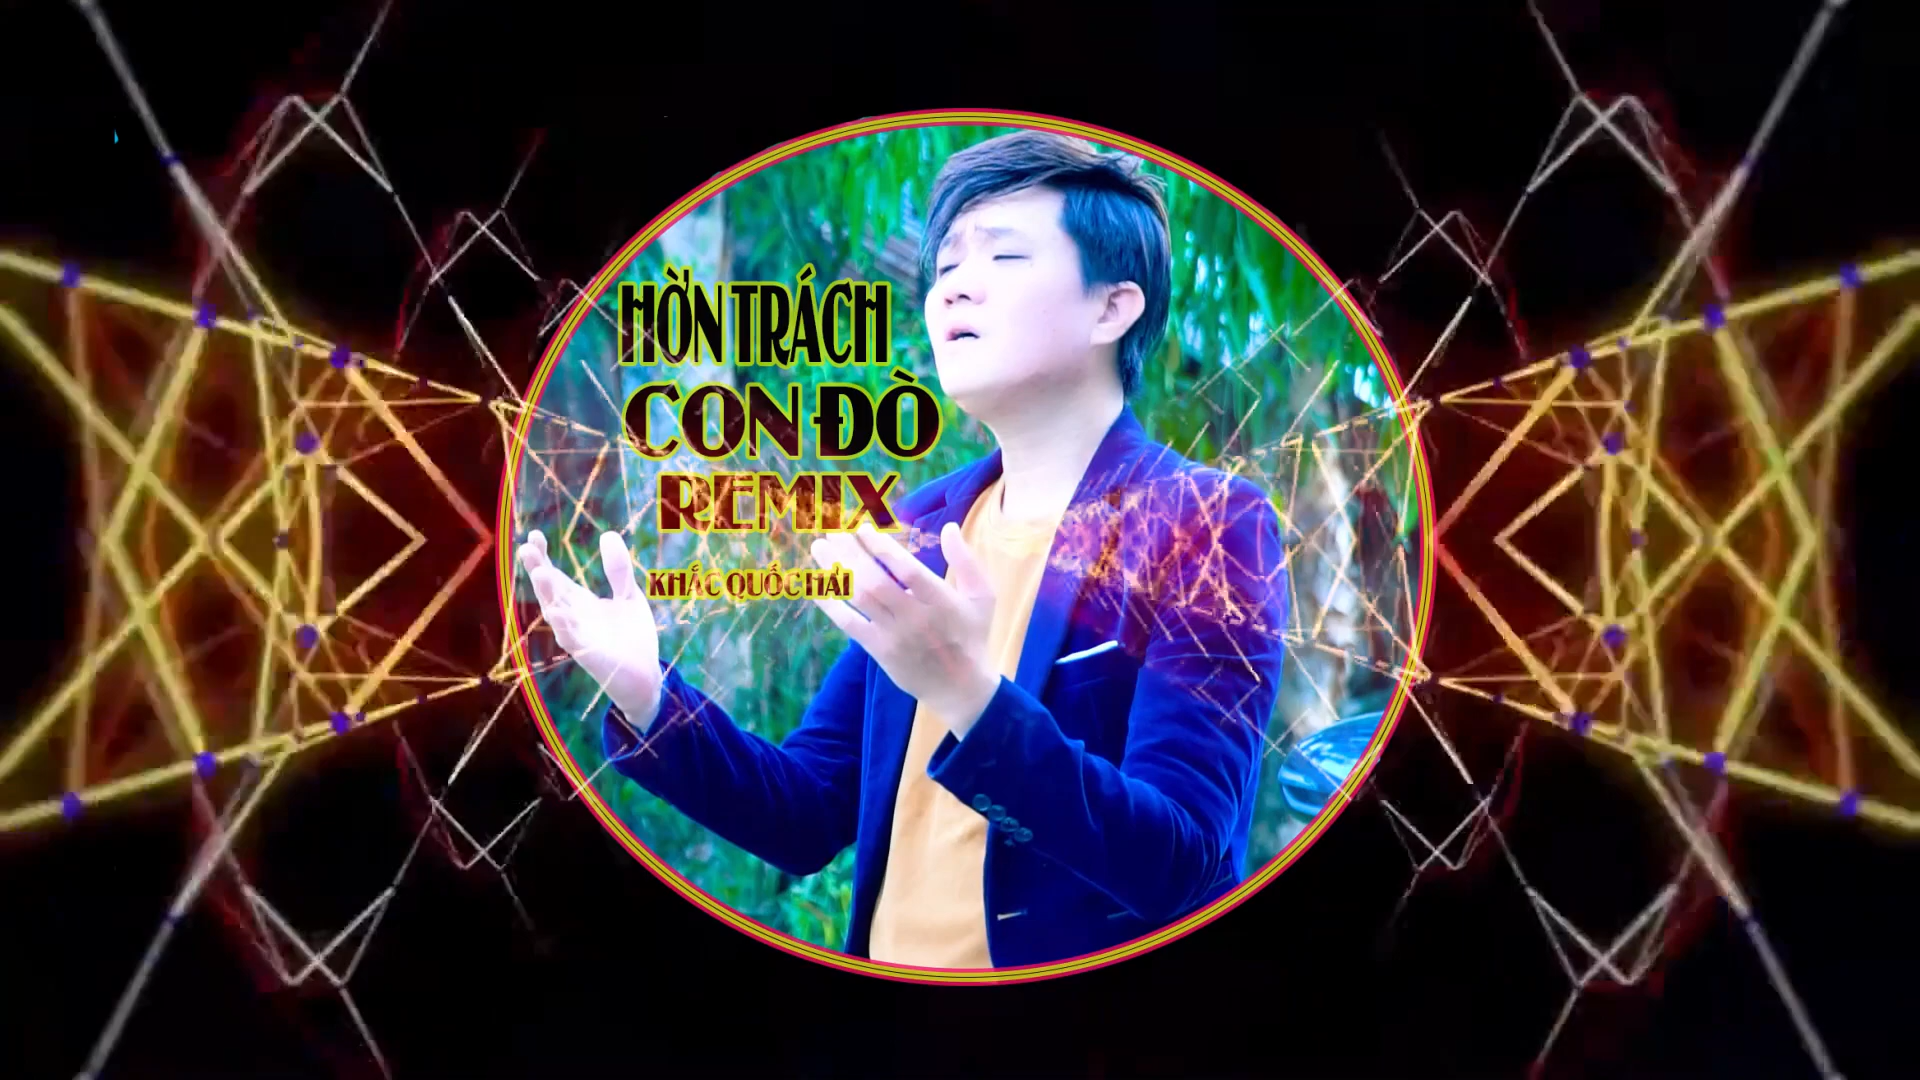 HỜN TRÁCH
CON ĐÒ
REMIX
KHẮC QUỐC HẢI